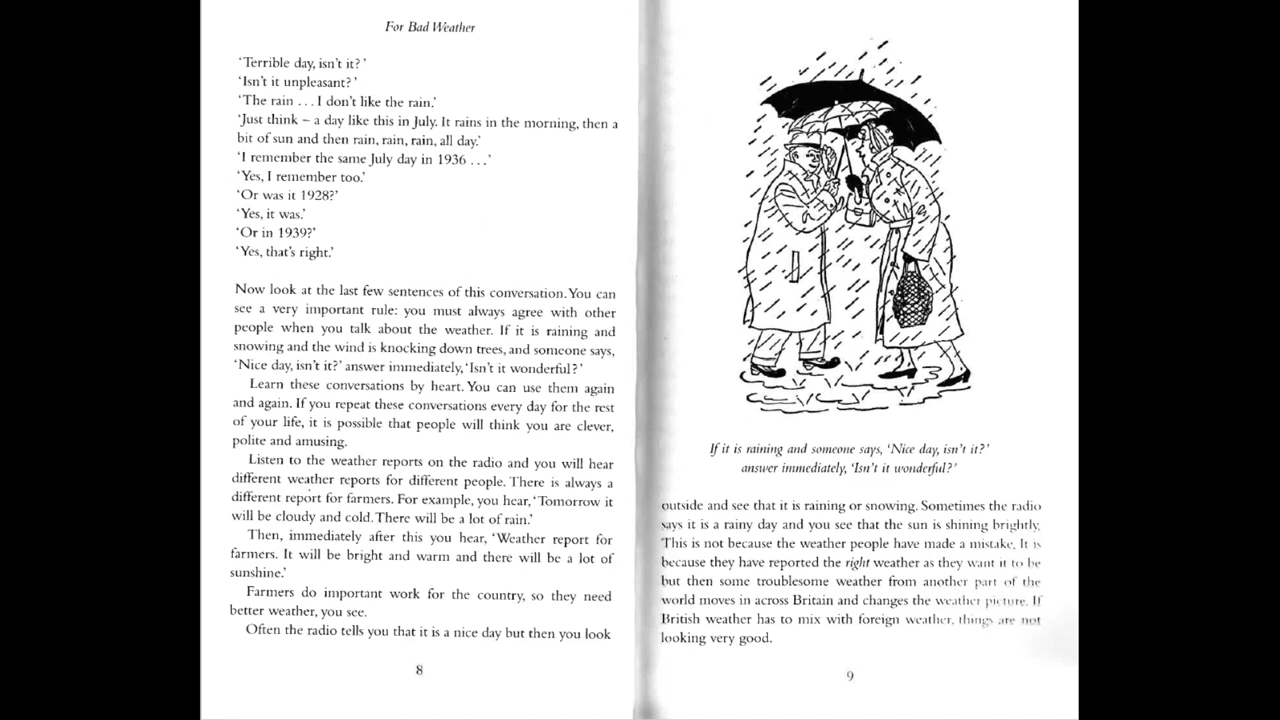 For Bad Weather
‘Terrible day, isn’t it?’
‘Isn’t it unpleasant?’
‘The rain ... I don’t like the rain.’
‘Just think – a day like this in July. It rains in the morning, then a
bit of sun and then rain, rain, rain, all day.’
‘I remember the same July day in 1936 ...’
‘Yes, I remember too.’
‘Or was it 1928?’
‘Yes, it was.’
‘Or in 1939?’
‘Yes, that’s right.’
Now look at the last few sentences of this conversation. You can
see a very important rule: you must always agree with other
people when you talk about the weather. If it is raining and
snowing and the wind is knocking down trees, and someone says,
‘Nice day, isn’t it?’ answer immediately, ‘Isn’t it wonderful?’
Learn these conversations by heart. You can use them again
and again. If you repeat these conversations every day for the rest
of your life, it is possible that people will think you are clever,
polite and amusing.
Listen to the weather reports on the radio and you will hear
different weather reports for different people. There is always a
different report for farmers. For example, you hear, ‘Tomorrow it
will be cloudy and cold. There will be a lot of rain.’
Then, immediately after this you hear, ‘Weather report for
farmers. It will be bright and warm and there will be a lot of
sunshine.’
Farmers do important work for the country, so they need
better weather, you see.
Often the radio tells you that it is a nice day but then you look
8
If it is raining and someone says, ‘Nice day, isn’t it?’
answer immediately, ‘Isn’t it wonderful?’
outside and see that it is raining or snowing. Sometimes the radio
says it is a rainy day and you see that the sun is shining brightly.
This is not because the weather people have made a mistake. It is
because they have reported the right weather as they want it to be
but then some troublesome weather from another part of the
world moves in across Britain and changes the weather picture. If
British weather has to mix with foreign weather, things are not
looking very good.
9